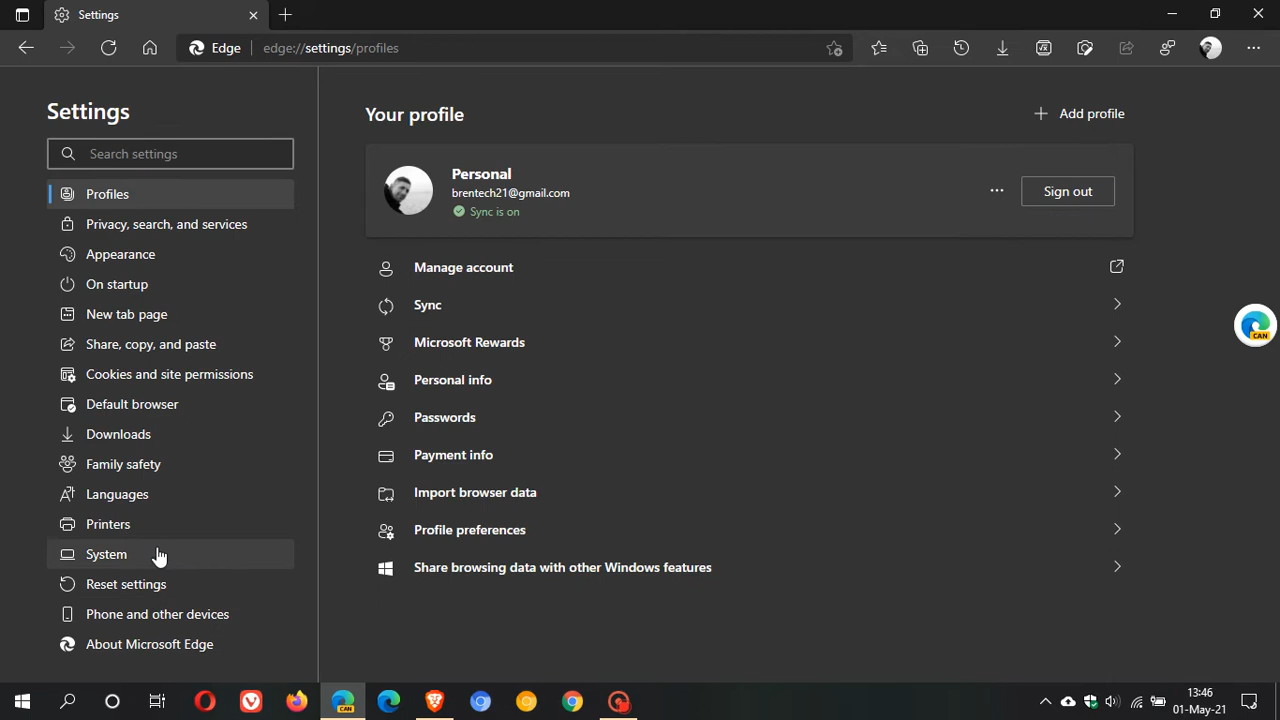 Settings
Edge
edge://settings/profiles
Settings
Search settings
Profiles
Privacy, search, and services
Appearance
On startup
New tab page
Share, copy, and paste
Cookies and site permissions
Default browser
Downloads
Family safety
Languages
Printers
System
Reset settings
Phone and other devices
About Microsoft Edge
Your profile
Add profile
Personal
brentech21@gmail.com
Sync is on
Sign out
Manage account
Sync
Microsoft Rewards
Personal info
Passwords
Payment info
Import browser data
Profile preferences
Share browsing data with other Windows features
CAN
CAN
13:46
01-May-21